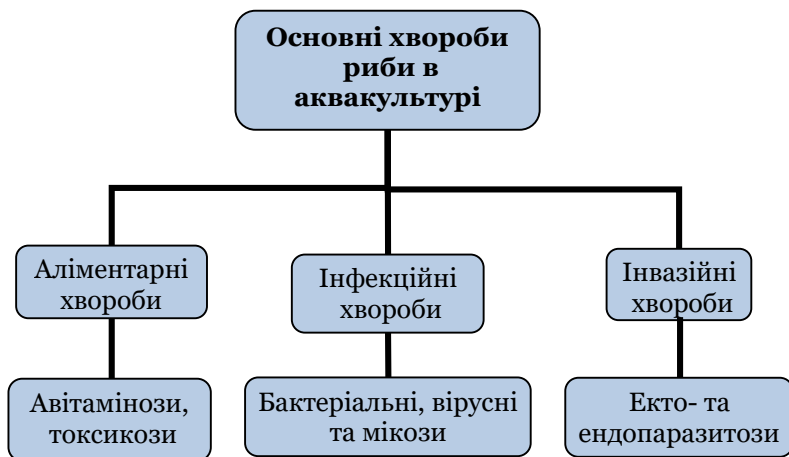 Основні хвороби
риби в
аквакультурі
Аліментарні
хвороби
Інфекційні
хвороби
Інвазійні
хвороби
Авітамінози,
токсикози
Бактеріальні, вірусні
та мікози
Екто- та
ендопаразитози